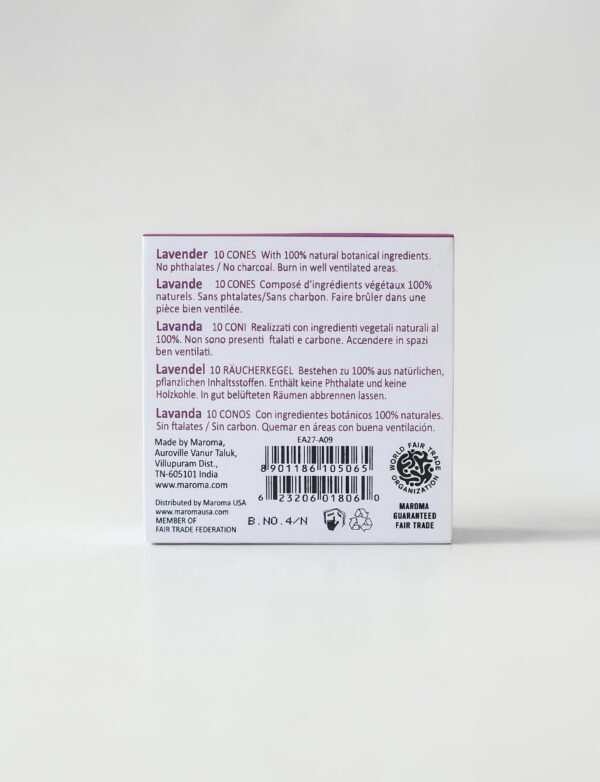 Lavender 10 CONES With 100% natural botanical ingredients.
No phthalates / No charcoal. Burn in well ventilated areas.
Lavande 10 CONES Composé d'ingrédients végétaux 100%
naturels. Sans phtalates/Sans charbon. Faire brûler dans une
pièce bien ventilée.
Lavanda 10 CONI Realizzati con ingredienti vegetali naturali al
100%. Non sono presenti ftalati e carbone. Accendere in spazi
ben ventilati.
Lavendel 10 RÄUCHERKEGEL Bestehen zu 100% aus natürlichen,
pflanzlichen Inhaltsstoffen. Enthält keine Phthalate und keine
Holzkohle. In gut belüfteten Räumen abbrennen lassen.
Lavanda 10 CONOS Con ingredientes botánicos 100% naturales.
Sin ftalates / Sin carbon. Quemar en áreas con buena ventilación.
Made by Maroma,
Auroville Vanur Taluk,
Villupuram Dist.,
TN-605101 India
www.maroma.com
Distributed by Maroma USA
www.maromausa.com
MEMBER OF
FAIR TRADE FEDERATION
EA27-A09
8 901186 105065
6 23206 01806 0
B.NO.4/N
WORLD FAIR TRADE
ORGANIZATION
MAROMA
GUARANTEED
FAIR TRADE